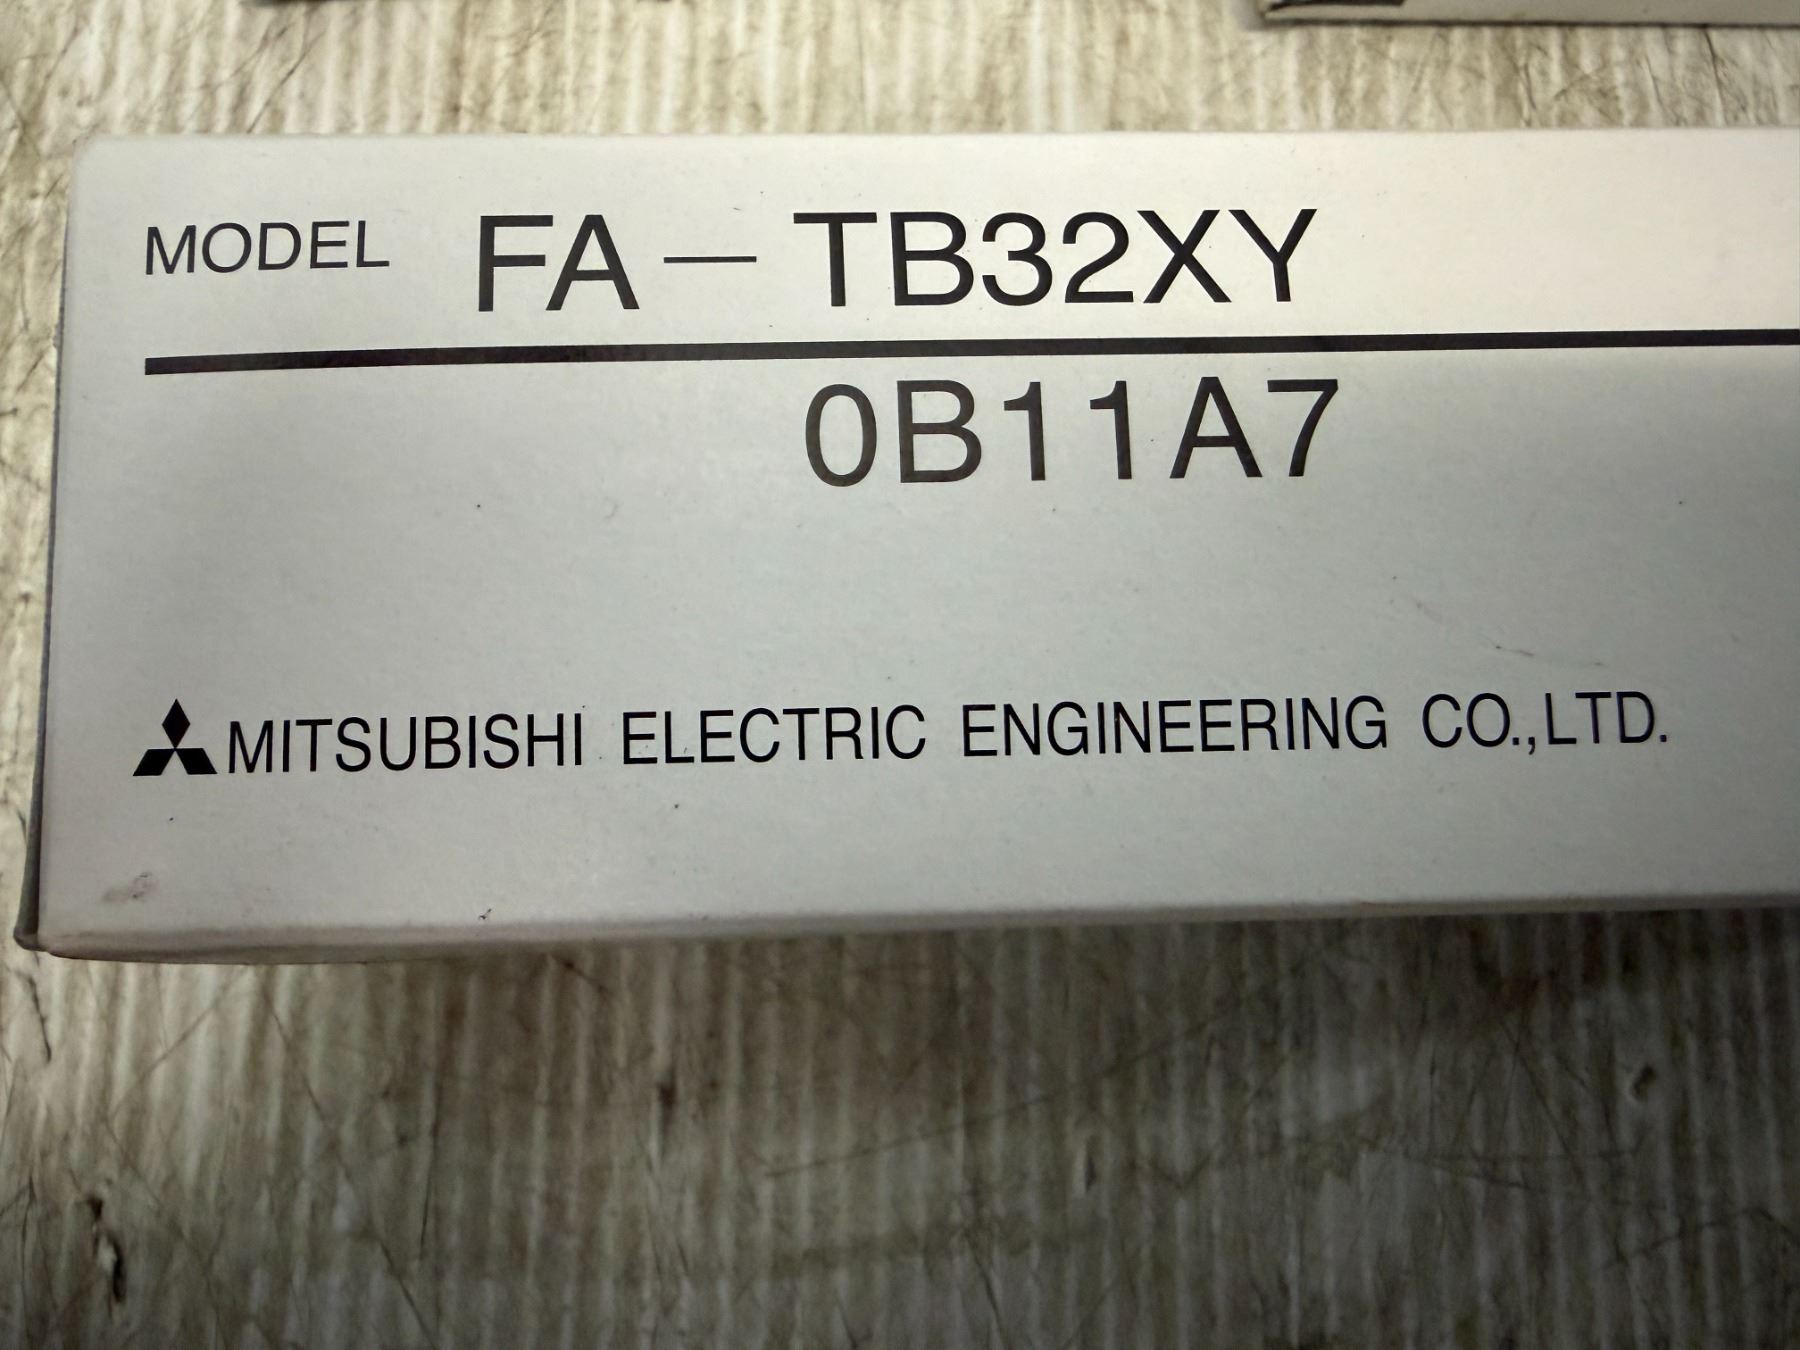 MODEL FA-TB32XY
0B11A7
MITSUBISHI ELECTRIC ENGINEERING CO.,LTD.